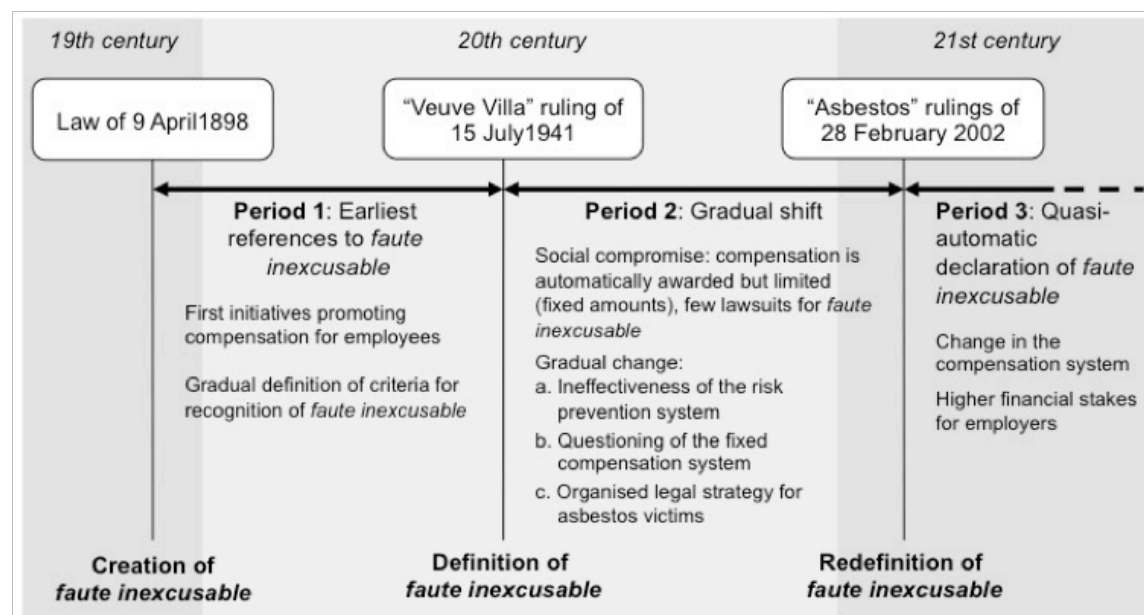 19th century
20th century
21st century
Law of 9 April1898
“Veuve Villa” ruling of
15 July1941
“Asbestos” rulings of
28 February 2002
Period 1: Earliest
references to faute
inexcusable
First initiatives promoting
compensation for employees
Gradual definition of criteria for
recognition of faute inexcusable
Period 2: Gradual shift
Social compromise: compensation is
automatically awarded but limited
(fixed amounts), few lawsuits for faute
inexcusable
Gradual change:
a. Ineffectiveness of the risk
prevention system
b. Questioning of the fixed
compensation system
c. Organised legal strategy for
asbestos victims
Period 3: Quasi-
automatic
declaration of faute
inexcusable
Change in the
compensation system
Higher financial stakes
for employers
Creation of
faute inexcusable
Definition of
faute inexcusable
Redefinition of
faute inexcusable